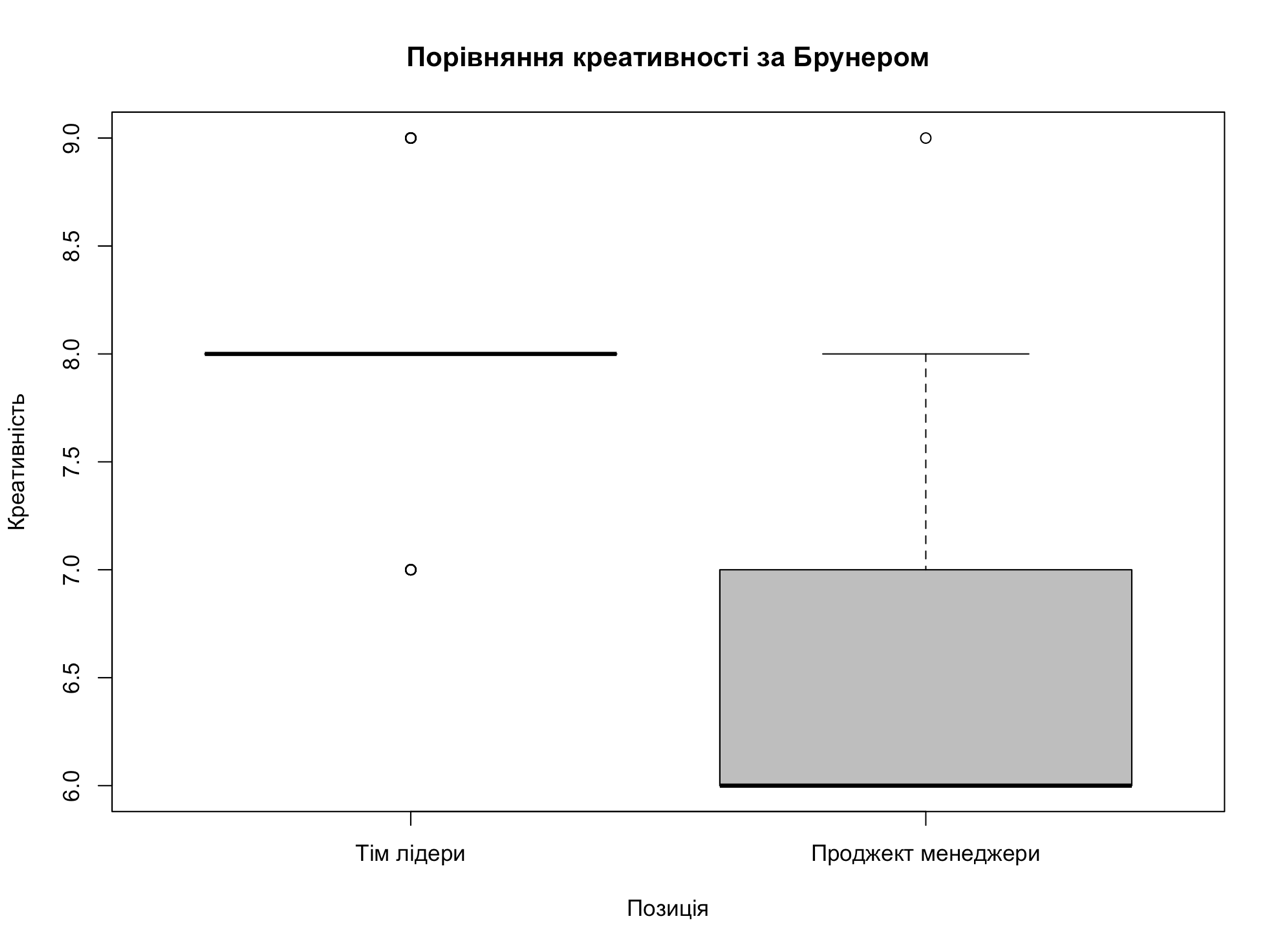 Порівняння креативності за Брунером
9.0
8.5
8.0
7.5
7.0
6.5
6.0
Креативність
Тім лідери
Проджект менеджери
Позиція